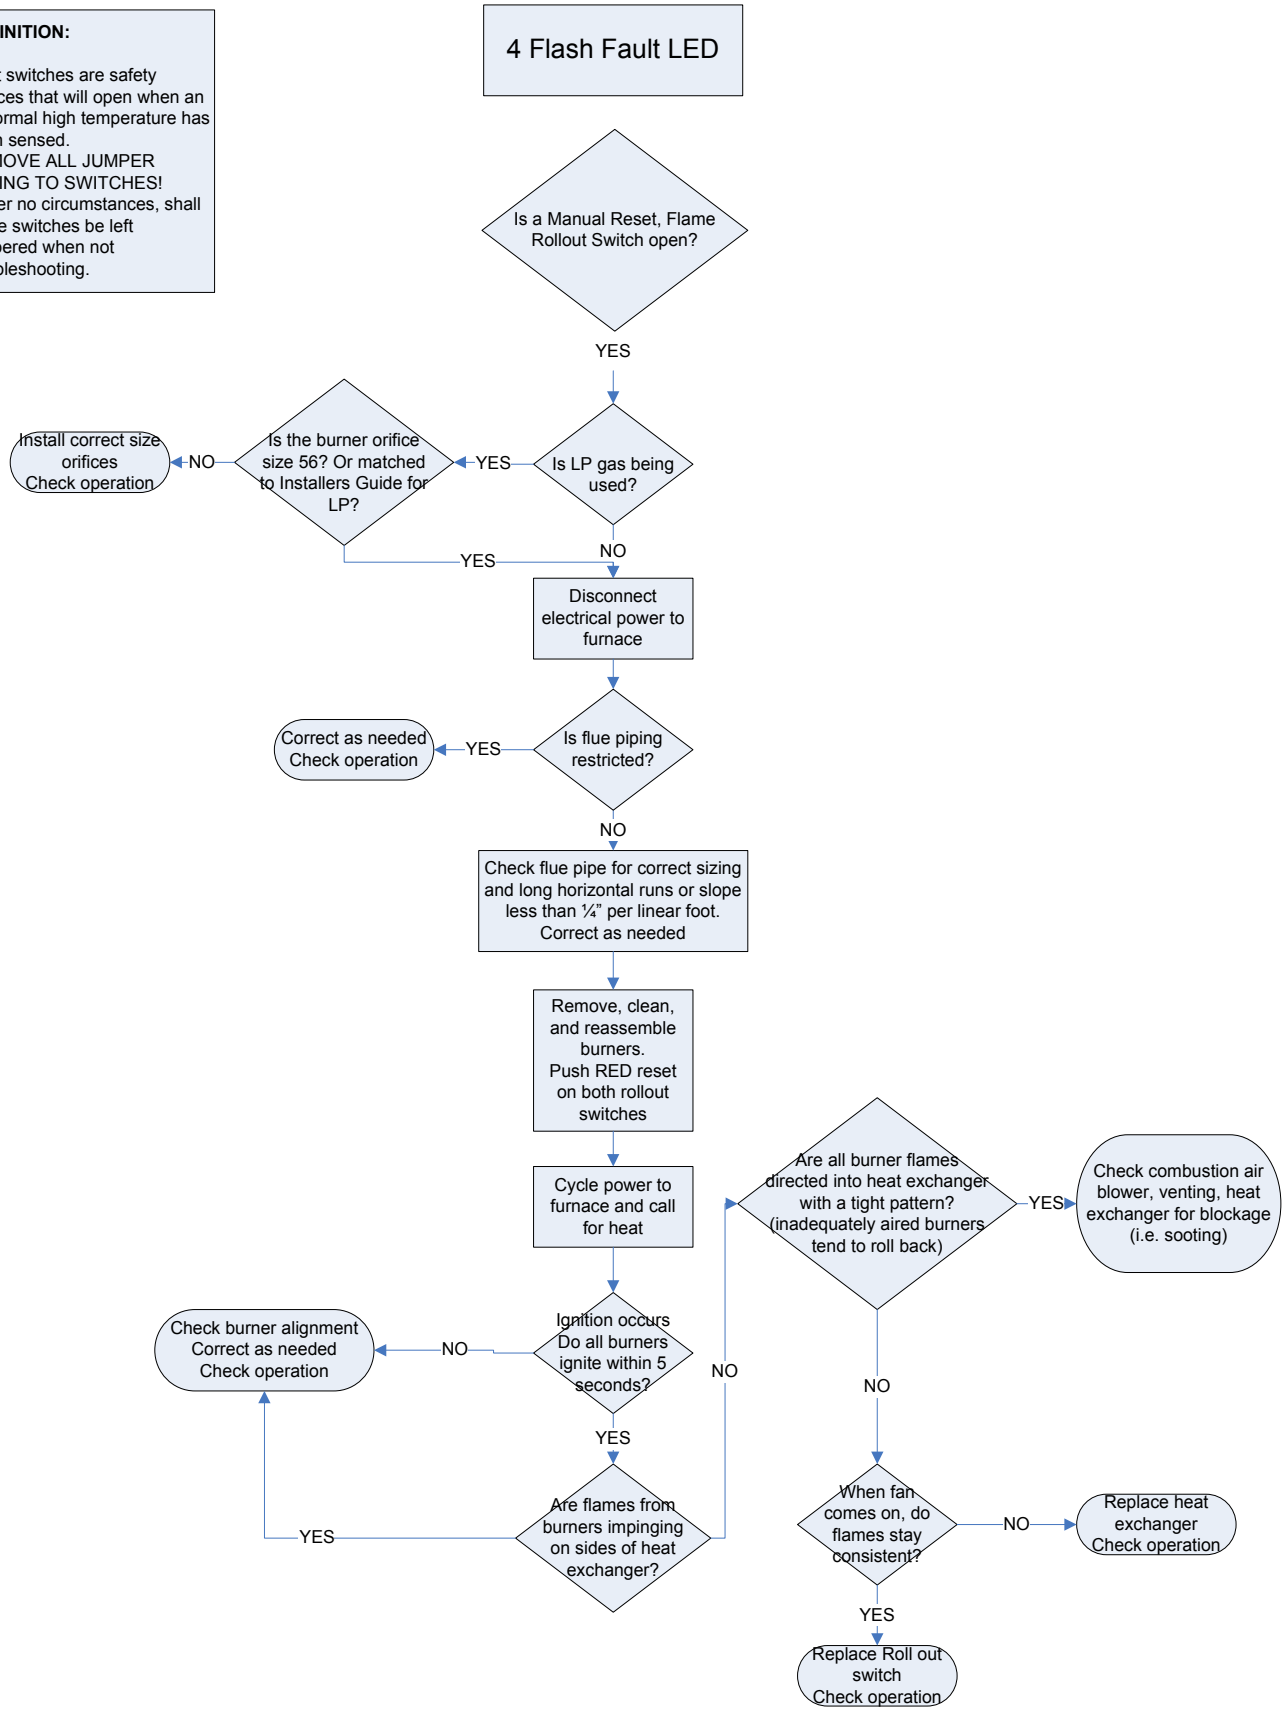 INITION:
t switches are safety
ces that will open when an
ormal high temperature has
n sensed.
MOVE ALL JUMPER
ING TO SWITCHES!
er no circumstances, shall
e switches be left
pered when not
bleshooting.
4 Flash Fault LED
Is a Manual Reset, Flame
Rollout Switch open?
YES
Is LP gas being
used?
YES
Is the burner orifice
size 56? Or matched
to Installers Guide for
LP?
NO
Install correct size
orifices
Check operation
YES
NO
Disconnect
electrical power to
furnace
Is flue piping
restricted?
YES
Correct as needed
Check operation
NO
Check flue pipe for correct sizing
and long horizontal runs or slope
less than ¼” per linear foot.
Correct as needed
Remove, clean,
and reassemble
burners.
Push RED reset
on both rollout
switches
Cycle power to
furnace and call
for heat
Ignition occurs
Do all burners
ignite within 5
seconds?
NO
Check burner alignment
Correct as needed
Check operation
YES
Are flames from
burners impinging
on sides of heat
exchanger?
YES
NO
Are all burner flames
directed into heat exchanger
with a tight pattern?
(inadequately aired burners
tend to roll back)
YES
Check combustion air
blower, venting, heat
exchanger for blockage
(i.e. sooting)
NO
When fan
comes on, do
flames stay
consistent?
NO
Replace heat
exchanger
Check operation
YES
Replace Roll out
switch
Check operation